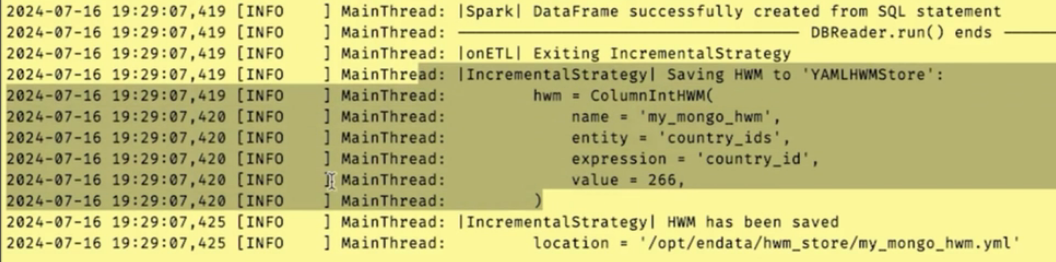 2024-07-16 19:29:07,419 [INFO     ] MainThread: |Spark| DataFrame successfully created from SQL statement
2024-07-16 19:29:07,419 [INFO     ] MainThread: ——————————————— DBReader.run() ends ———
2024-07-16 19:29:07,419 [INFO     ] MainThread: |onETL| Exiting IncrementalStrategy
2024-07-16 19:29:07,419 [INFO     ] MainThread: |IncrementalStrategy| Saving HWM to 'YAMLHWMStore':
2024-07-16 19:29:07,419 [INFO     ] MainThread:         hwm = ColumnIntHWM(
2024-07-16 19:29:07,420 [INFO     ] MainThread:             name = 'my_mongo_hwm',
2024-07-16 19:29:07,420 [INFO     ] MainThread:             entity = 'country_ids',
2024-07-16 19:29:07,420 [INFO     ] MainThread:             expression = 'country_id',
2024-07-16 19:29:07,420 [INFO     ] MainThread:             value = 266,
2024-07-16 19:29:07,420 [INFO     ] MainThread:         )
2024-07-16 19:29:07,425 [INFO     ] MainThread: |IncrementalStrategy| HWM has been saved
2024-07-16 19:29:07,425 [INFO     ] MainThread:         location = '/opt/endata/hwm_store/my_mongo_hwm.yml'